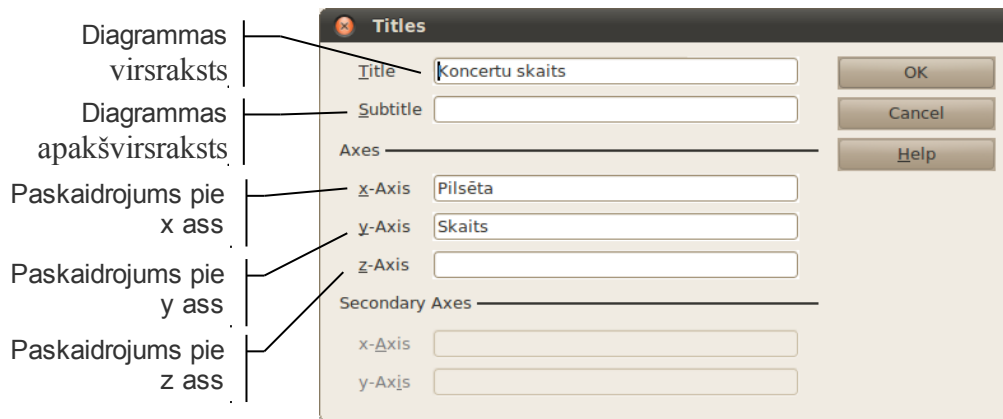 Diagrammas
virsraksts
Diagrammas
apakšvirsraksts
Paskaidrojums pie
x ass
Paskaidrojums pie
y ass
Paskaidrojums pie
z ass
Titles
Title Koncertu skaits
Subtitle
Axes
x-Axis Pilsēta
y-Axis Skaits
z-Axis
Secondary Axes
x-Axis
y-Axis
OK
Cancel
Help